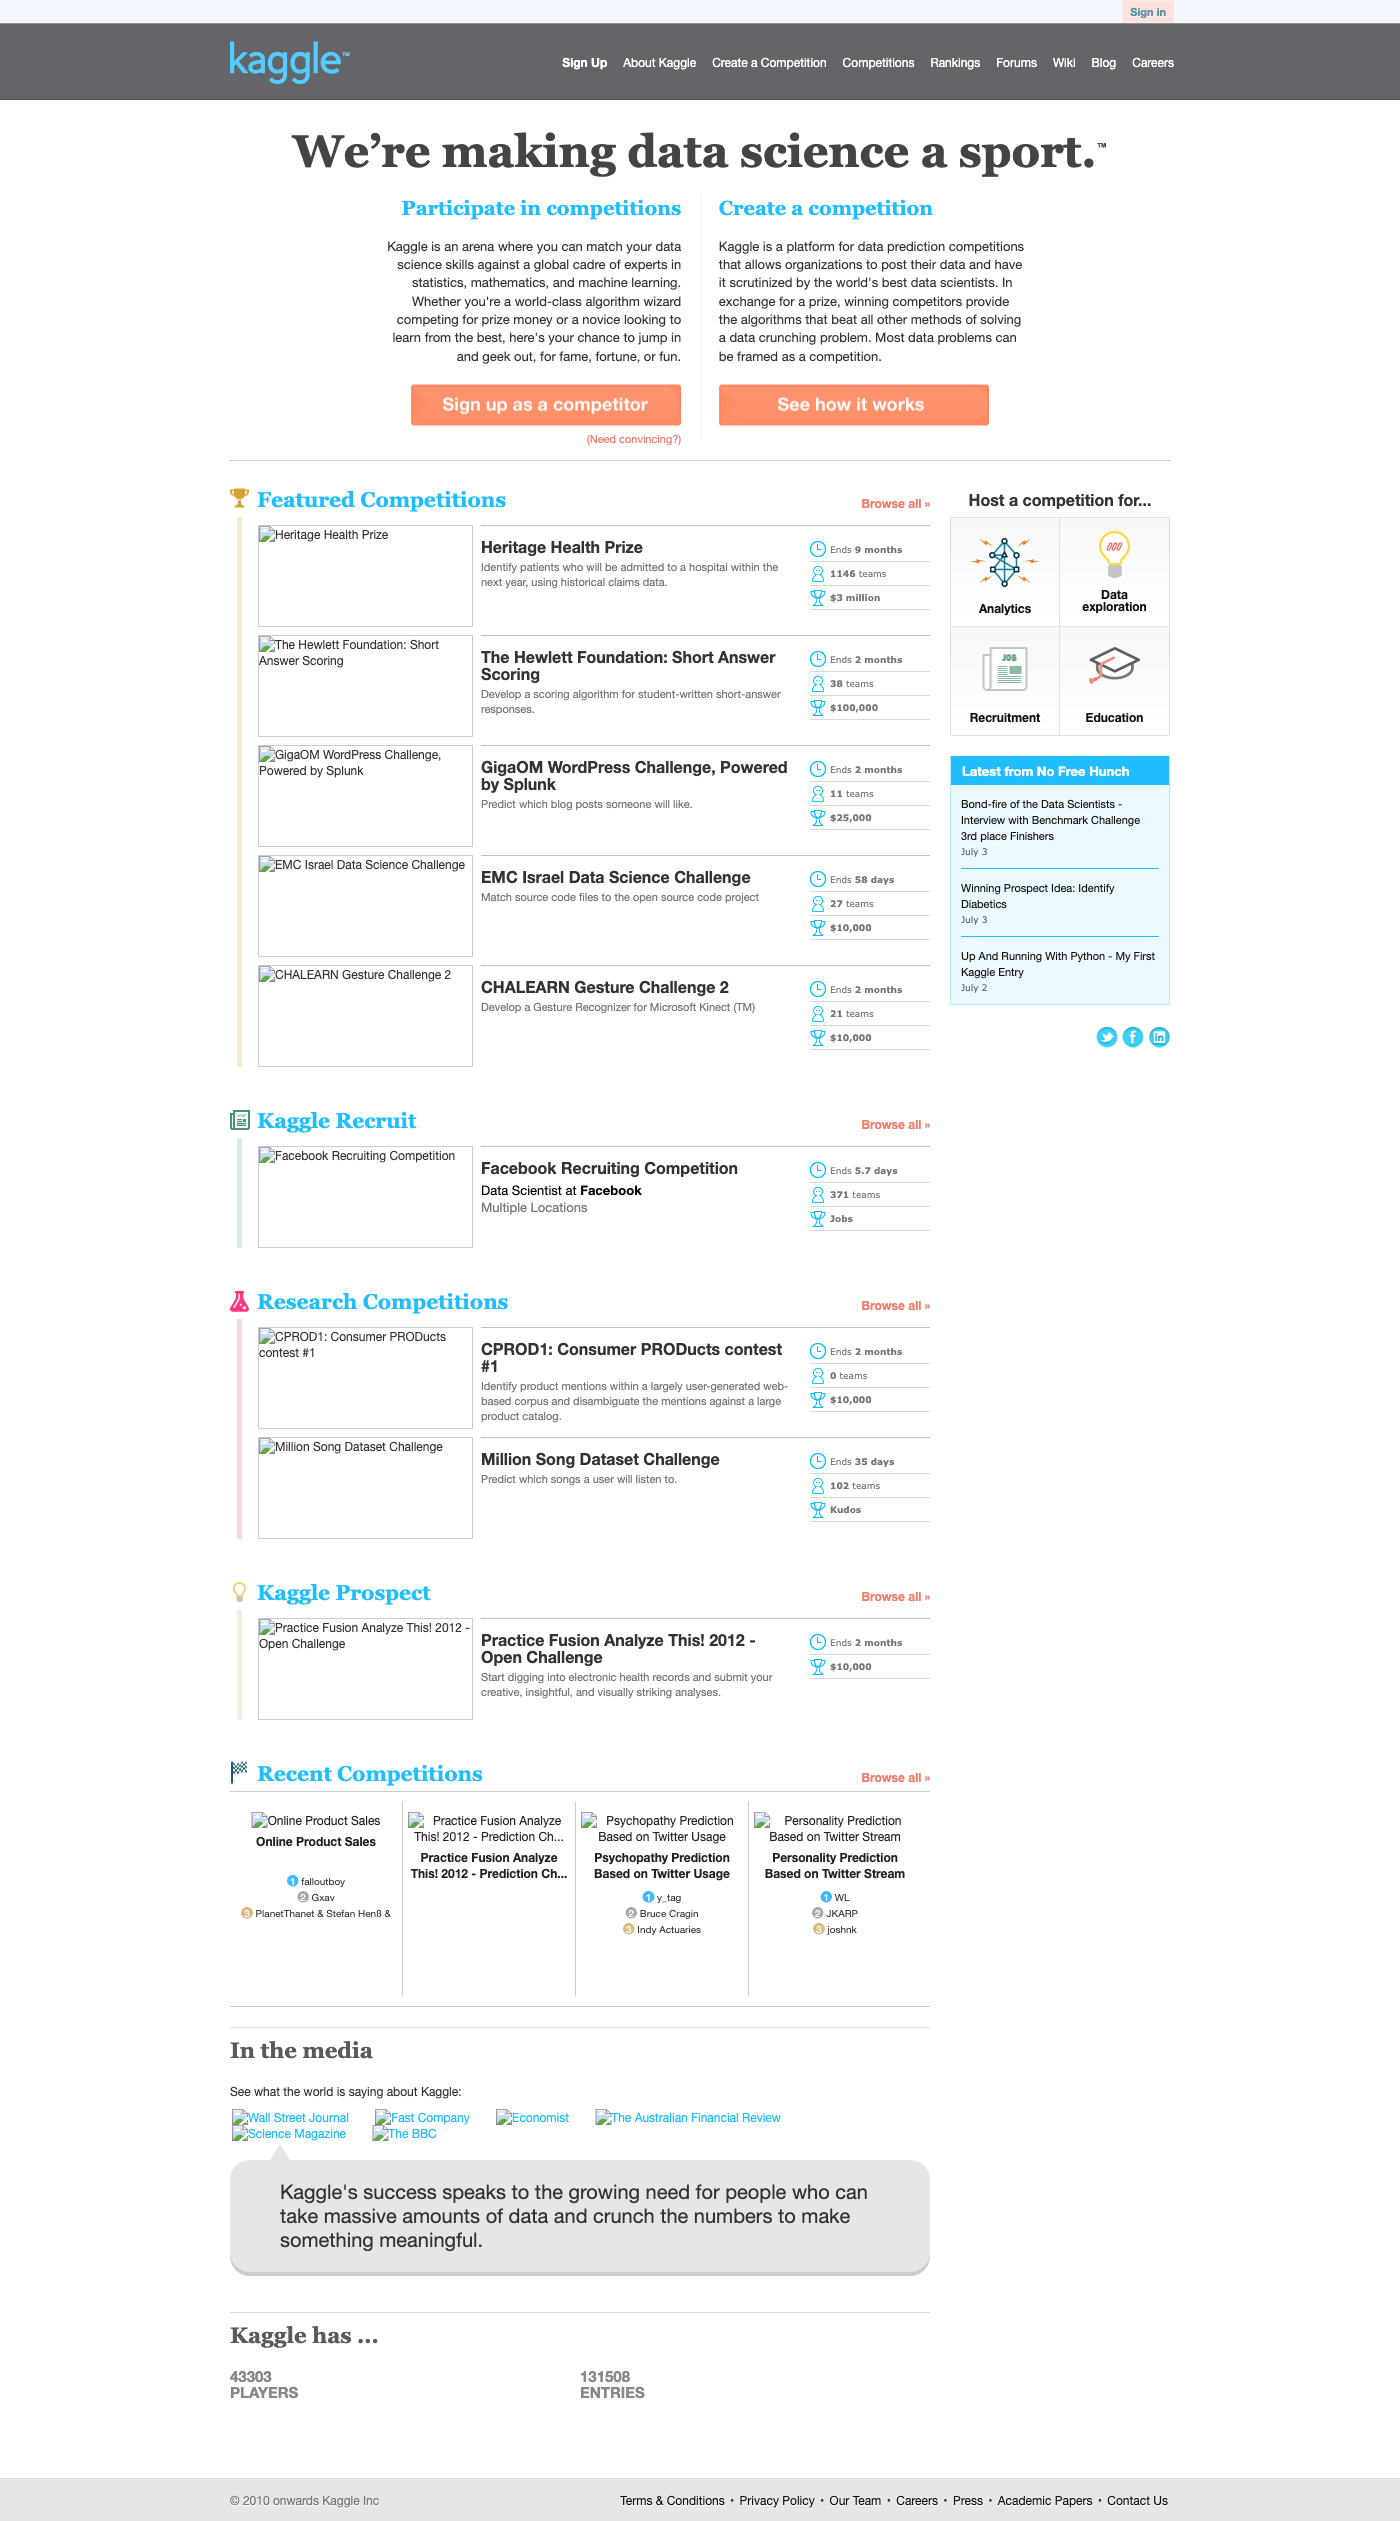 Sign in
kaggle™
Sign Up About Kaggle Create a Competition Competitions Rankings Forums Wiki Blog Careers
We're making data science a sport.™
Participate in competitions
Kaggle is an arena where you can match your data
science skills against a global cadre of experts in
statistics, mathematics, and machine learning.
Whether you're a world-class algorithm wizard
competing for prize money or a novice looking to
learn from the best, here's your chance to jump in
and geek out, for fame, fortune, or fun.
Sign up as a competitor
(Need convincing?)
Create a competition
Kaggle is a platform for data prediction competitions
that allows organizations to post their data and have
it scrutinized by the world's best data scientists. In
exchange for a prize, winning competitors provide
the algorithms that beat all other methods of solving
a data crunching problem. Most data problems can
be framed as a competition.
See how it works
Featured Competitions
Browse all »
Heritage Health Prize
Heritage Health Prize
Identify patients who will be admitted to a hospital within the
next year, using historical claims data.
Ends 9 months
1146 teams
$3 million
The Hewlett Foundation: Short
Answer Scoring
The Hewlett Foundation: Short Answer
Scoring
Develop a scoring algorithm for student-written short-answer
responses.
Ends 2 months
38 teams
$100,000
GigaOM WordPress Challenge,
Powered by Splunk
GigaOM WordPress Challenge, Powered
by Splunk
Predict which blog posts someone will like.
Ends 2 months
11 teams
$25,000
EMC Israel Data Science Challenge
EMC Israel Data Science Challenge
Match source code files to the open source code project
Ends 58 days
27 teams
$10,000
CHALEARN Gesture Challenge 2
CHALEARN Gesture Challenge 2
Develop a Gesture Recognizer for Microsoft Kinect (TM)
Ends 2 months
21 teams
$10,000
Host a competition for...
Analytics
Data
exploration
JOB
Recruitment
Education
Latest from No Free Hunch
Bond-fire of the Data Scientists -
Interview with Benchmark Challenge
3rd place Finishers
July 3
Winning Prospect Idea: Identify
Diabetics
July 3
Up And Running With Python - My First
Kaggle Entry
July 2
Kaggle Recruit
Browse all »
Facebook Recruiting Competition
Facebook Recruiting Competition
Data Scientist at Facebook
Multiple Locations
Ends 5.7 days
371 teams
Jobs
Research Competitions
Browse all »
CPROD1: Consumer PRODucts
contest #1
CPROD1: Consumer PRODucts contest
#1
Identify product mentions within a largely user-generated web-
based corpus and disambiguate the mentions against a large
product catalog.
Ends 2 months
0 teams
$10,000
Million Song Dataset Challenge
Million Song Dataset Challenge
Predict which songs a user will listen to.
Ends 35 days
102 teams
Kudos
Kaggle Prospect
Browse all »
Practice Fusion Analyze This! 2012 -
Open Challenge
Practice Fusion Analyze This! 2012 -
Open Challenge
Start digging into electronic health records and submit your
creative, insightful, and visually striking analyses.
Ends 2 months
$10,000
Recent Competitions
Browse all »
Online Product Sales
Online Product Sales
1 falloutboy
2 Gxav
3 PlanetThanet & Stefan Henß &
Practice Fusion Analyze
This! 2012 - Prediction Ch...
Practice Fusion Analyze
This! 2012 - Prediction Ch...
Psychopathy Prediction
Based on Twitter Usage
Psychopathy Prediction
Based on Twitter Usage
1 y_tag
2 Bruce Cragin
3 Indy Actuaries
Personality Prediction
Based on Twitter Stream
Personality Prediction
Based on Twitter Stream
1 WL
2 JKARP
3 joshnk
In the media
See what the world is saying about Kaggle:
Wall Street Journal Fast Company Economist The Australian Financial Review
Science Magazine The BBC
Kaggle's success speaks to the growing need for people who can
take massive amounts of data and crunch the numbers to make
something meaningful.
Kaggle has ...
43303
PLAYERS
131508
ENTRIES
© 2010 onwards Kaggle Inc
Terms & Conditions • Privacy Policy • Our Team • Careers • Press • Academic Papers • Contact Us